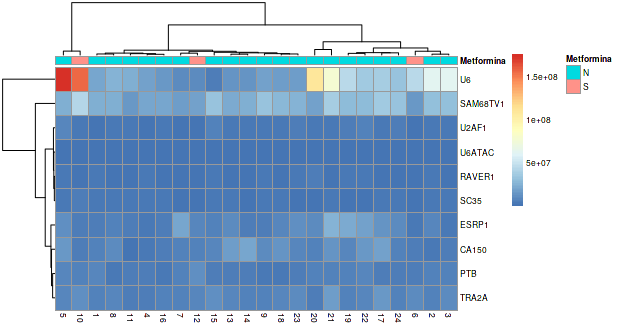 Metformina
U6
SAM68TV1
U2AF1
U6ATAC
RAVER1
SC35
ESRP1
CA150
PTB
TRA2A
5 10 1 8 11 4 16 7 12 15 13 14 9 18 23 20 21 19 22 17 24 6 2 3
1.5e+08
1e+08
5e+07
Metformina
N
S